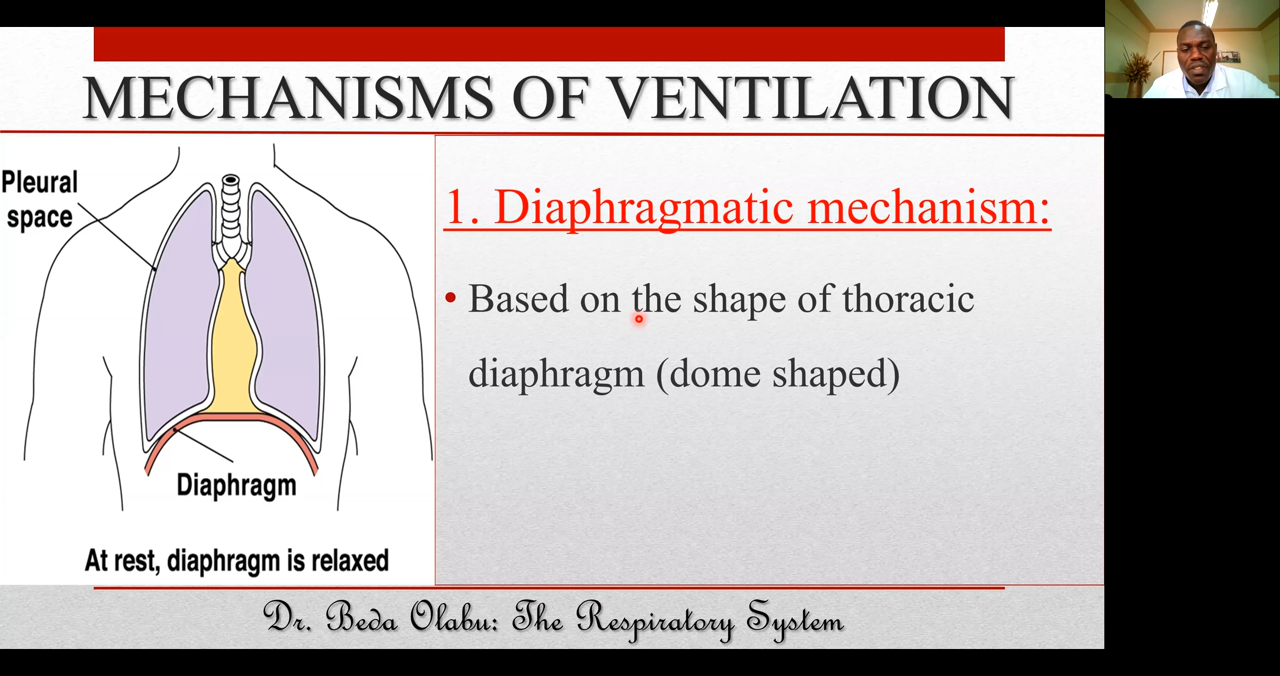 MECHANISMS OF VENTILATION
Pleural
space
Diaphragm
At rest, diaphragm is relaxed
1. Diaphragmatic mechanism:
• Based on the shape of thoracic
diaphragm (dome shaped)
Dr. Beda Olabu: The Respiratory System